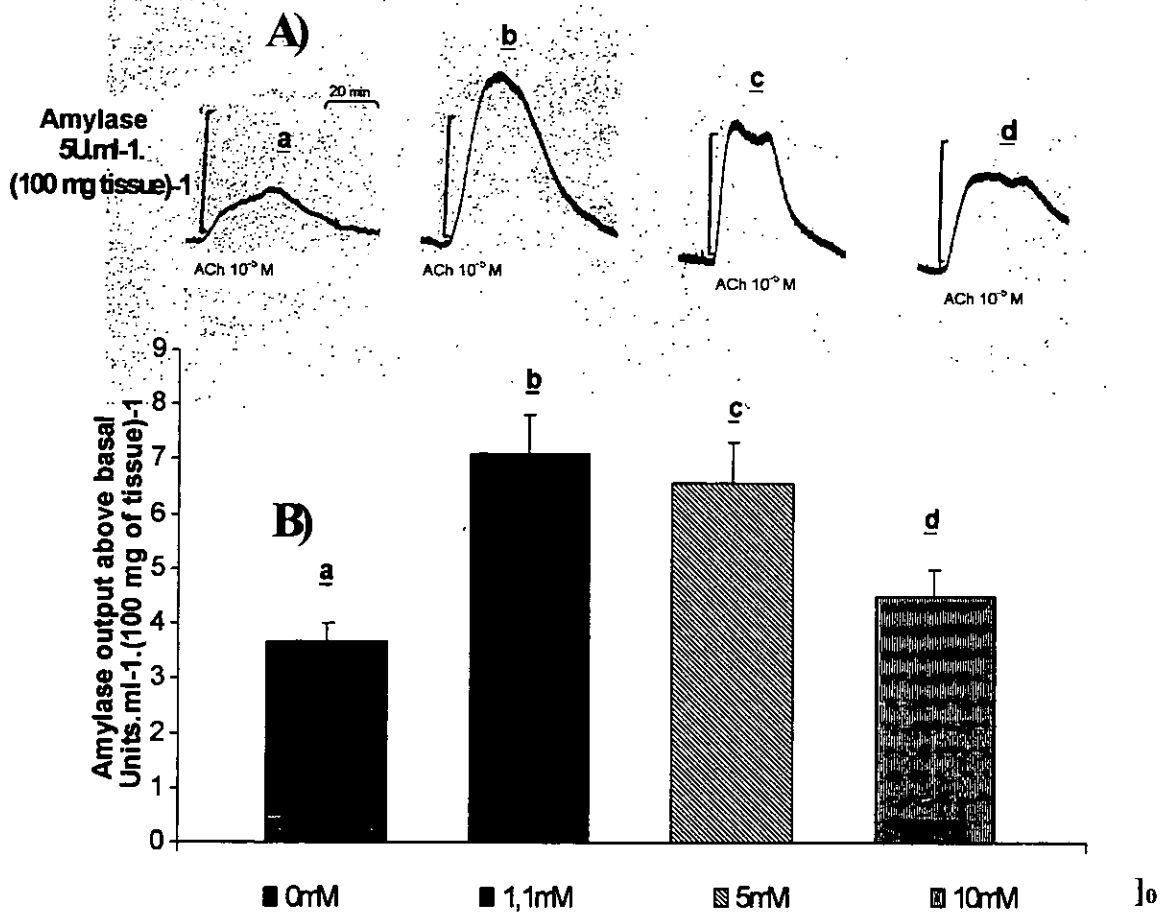 A)
b
20 min
c
Amylase
5U.ml-1.
(100 mg tissue)-1
a
d
ACh 10⁻⁵ M
ACh 10⁻⁵ M
ACh 10⁻⁵ M
ACh 10⁻⁵ M
Amylase output above basal
Units.ml-1.(100 mg of tissue)-1
9
8
7
6
5
4
3
2
1
0
B)
a
b
c
d
0mM 1,1mM 5mM 10mM ]₀